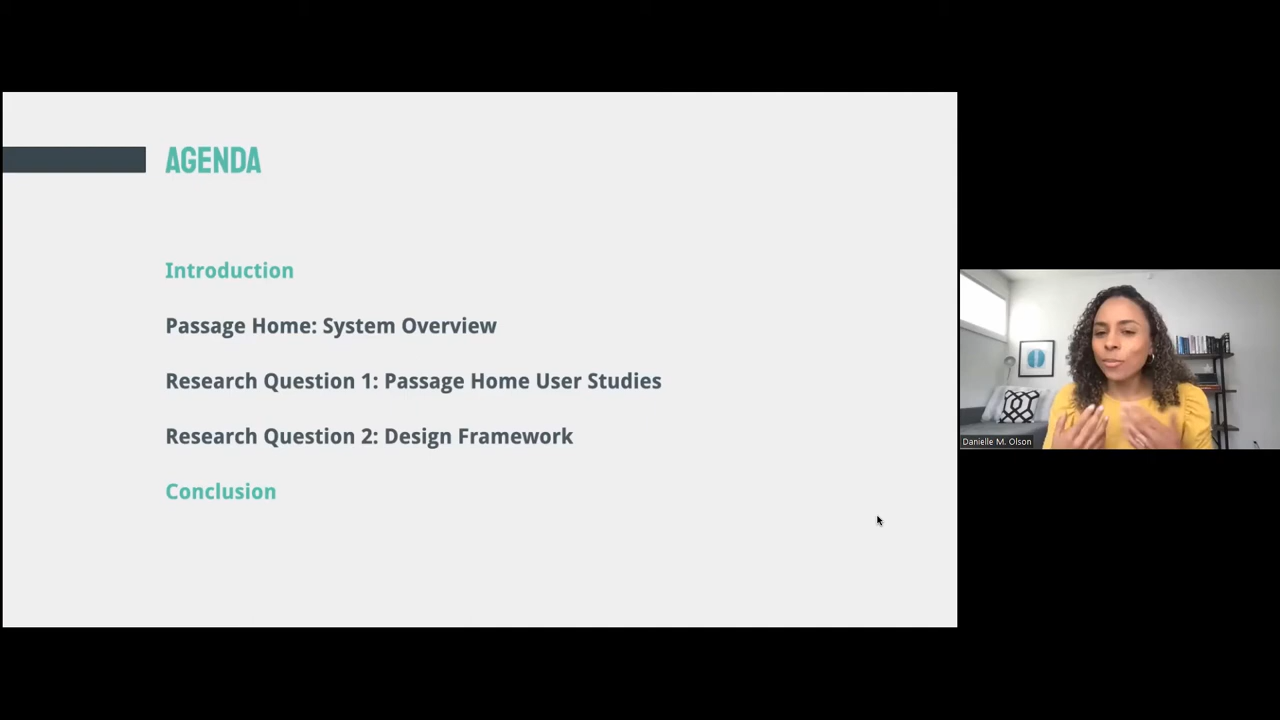 AGENDA
Introduction
Passage Home: System Overview
Research Question 1: Passage Home User Studies
Research Question 2: Design Framework
Conclusion
Danielle M. Olson